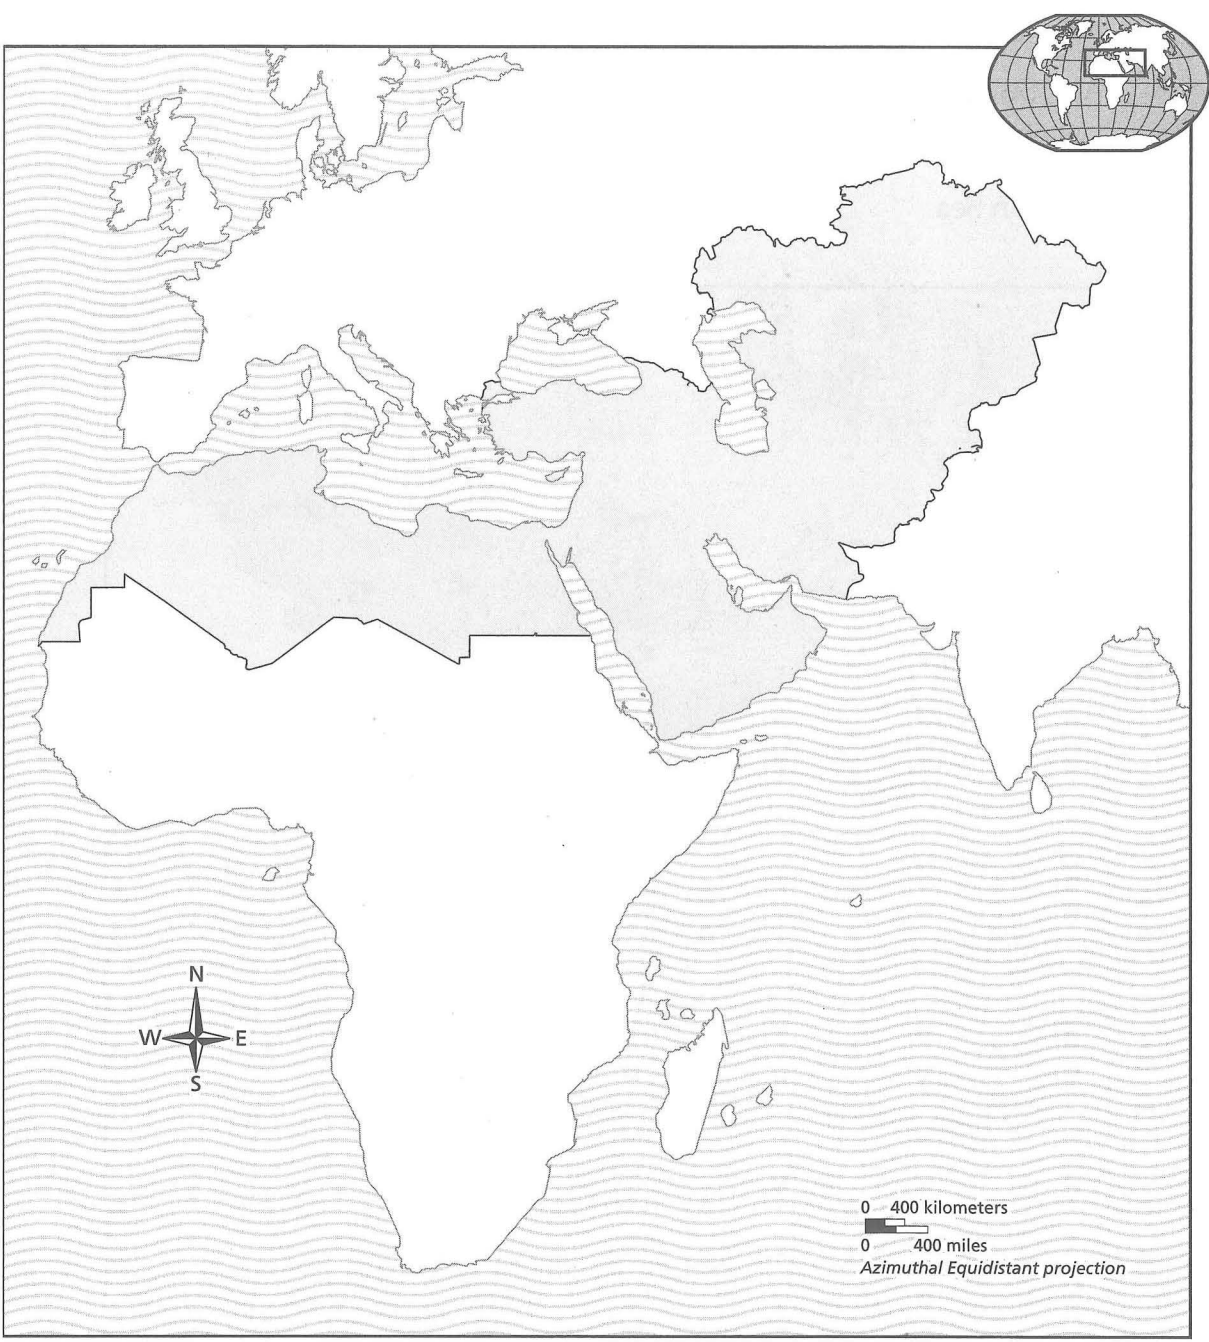 N
W E
S
0 400 kilometers
0 400 miles
Azimuthal Equidistant projection